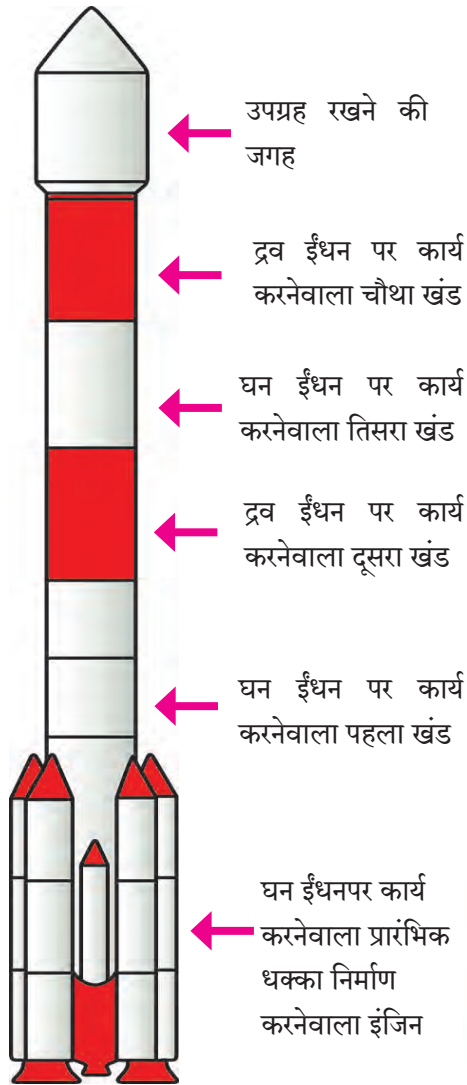 उपग्रह रखने की
जगह
द्रव ईंधन पर कार्य
करनेवाला चौथा खंड
घन ईंधन पर कार्य
करनेवाला तिसरा खंड
द्रव ईंधन पर कार्य
करनेवाला दूसरा खंड
घन ईंधन पर कार्य
करनेवाला पहला खंड
घन ईंधनपर कार्य
करनेवाला प्रारंभिक
धक्का निर्माण
करनेवाला इंजिन